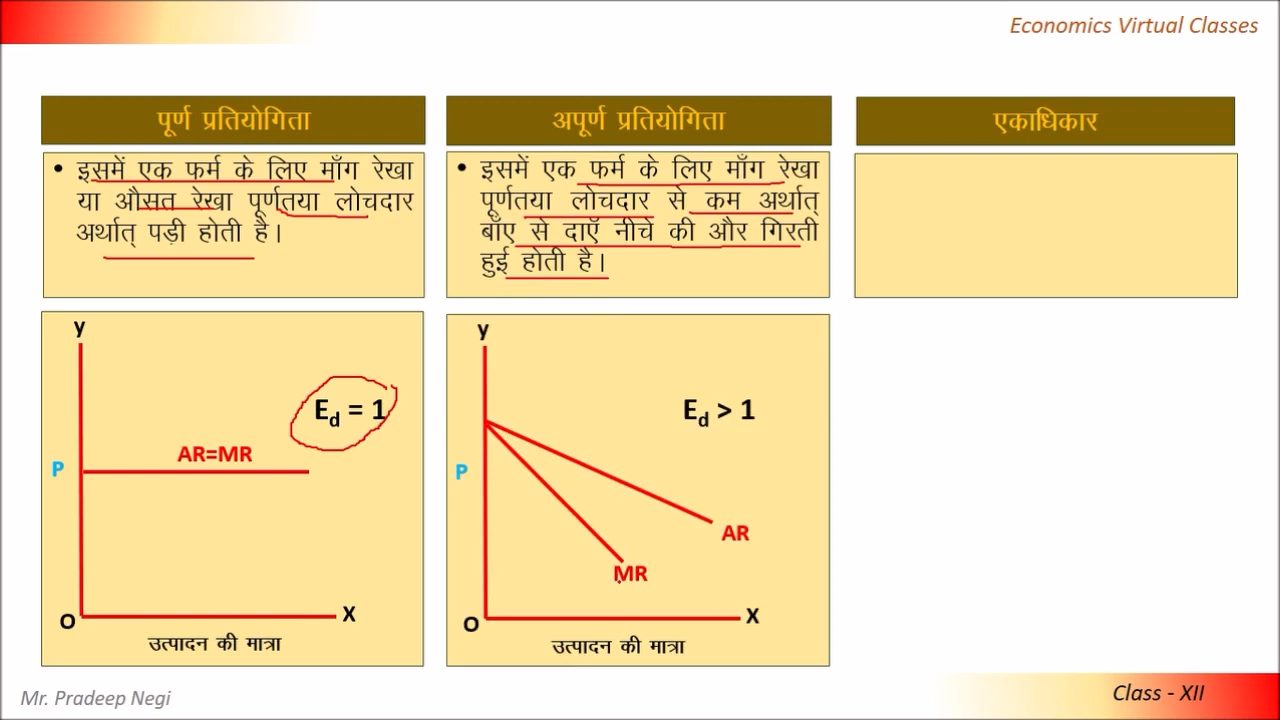 Economics Virtual Classes
पूर्ण प्रतियोगिता
अपूर्ण प्रतियोगिता
एकाधिकार
• इसमें एक फर्म के लिए माँग रेखा
या औसत रेखा पूर्णतया लोचदार
अर्थात् पड़ी होती है।
• इसमें एक फर्म के लिए माँग रेखा
पूर्णतया लोचदार से कम अर्थात्
बाँए से दाएॅ नीचे की और गिरती
हुई होती है।
y
Ed = 1
AR=MR
P
O
X
उत्पादन की मात्रा
y
Ed > 1
P
AR
MR
O
X
उत्पादन की मात्रा
Mr. Pradeep Negi
Class - XII